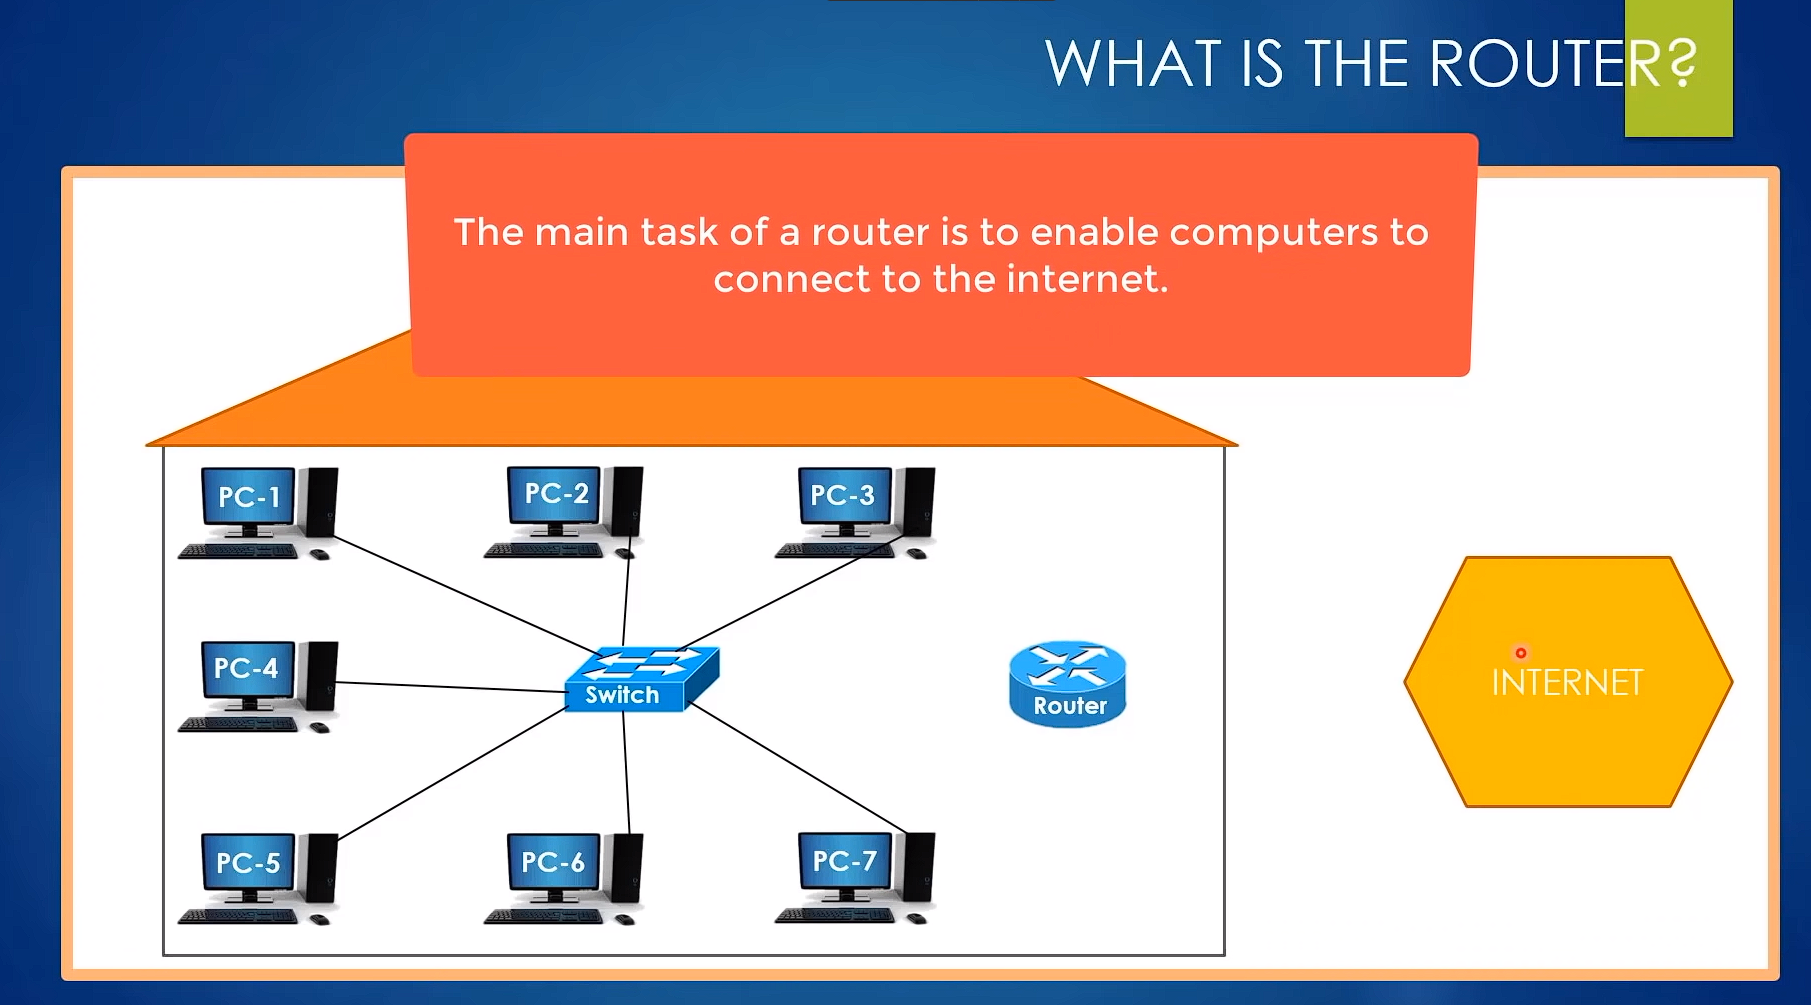 WHAT IS THE ROUTER?
The main task of a router is to enable computers to
connect to the internet.
PC-1
PC-2
PC-3
PC-4
Switch
Router
INTERNET
PC-5
PC-6
PC-7